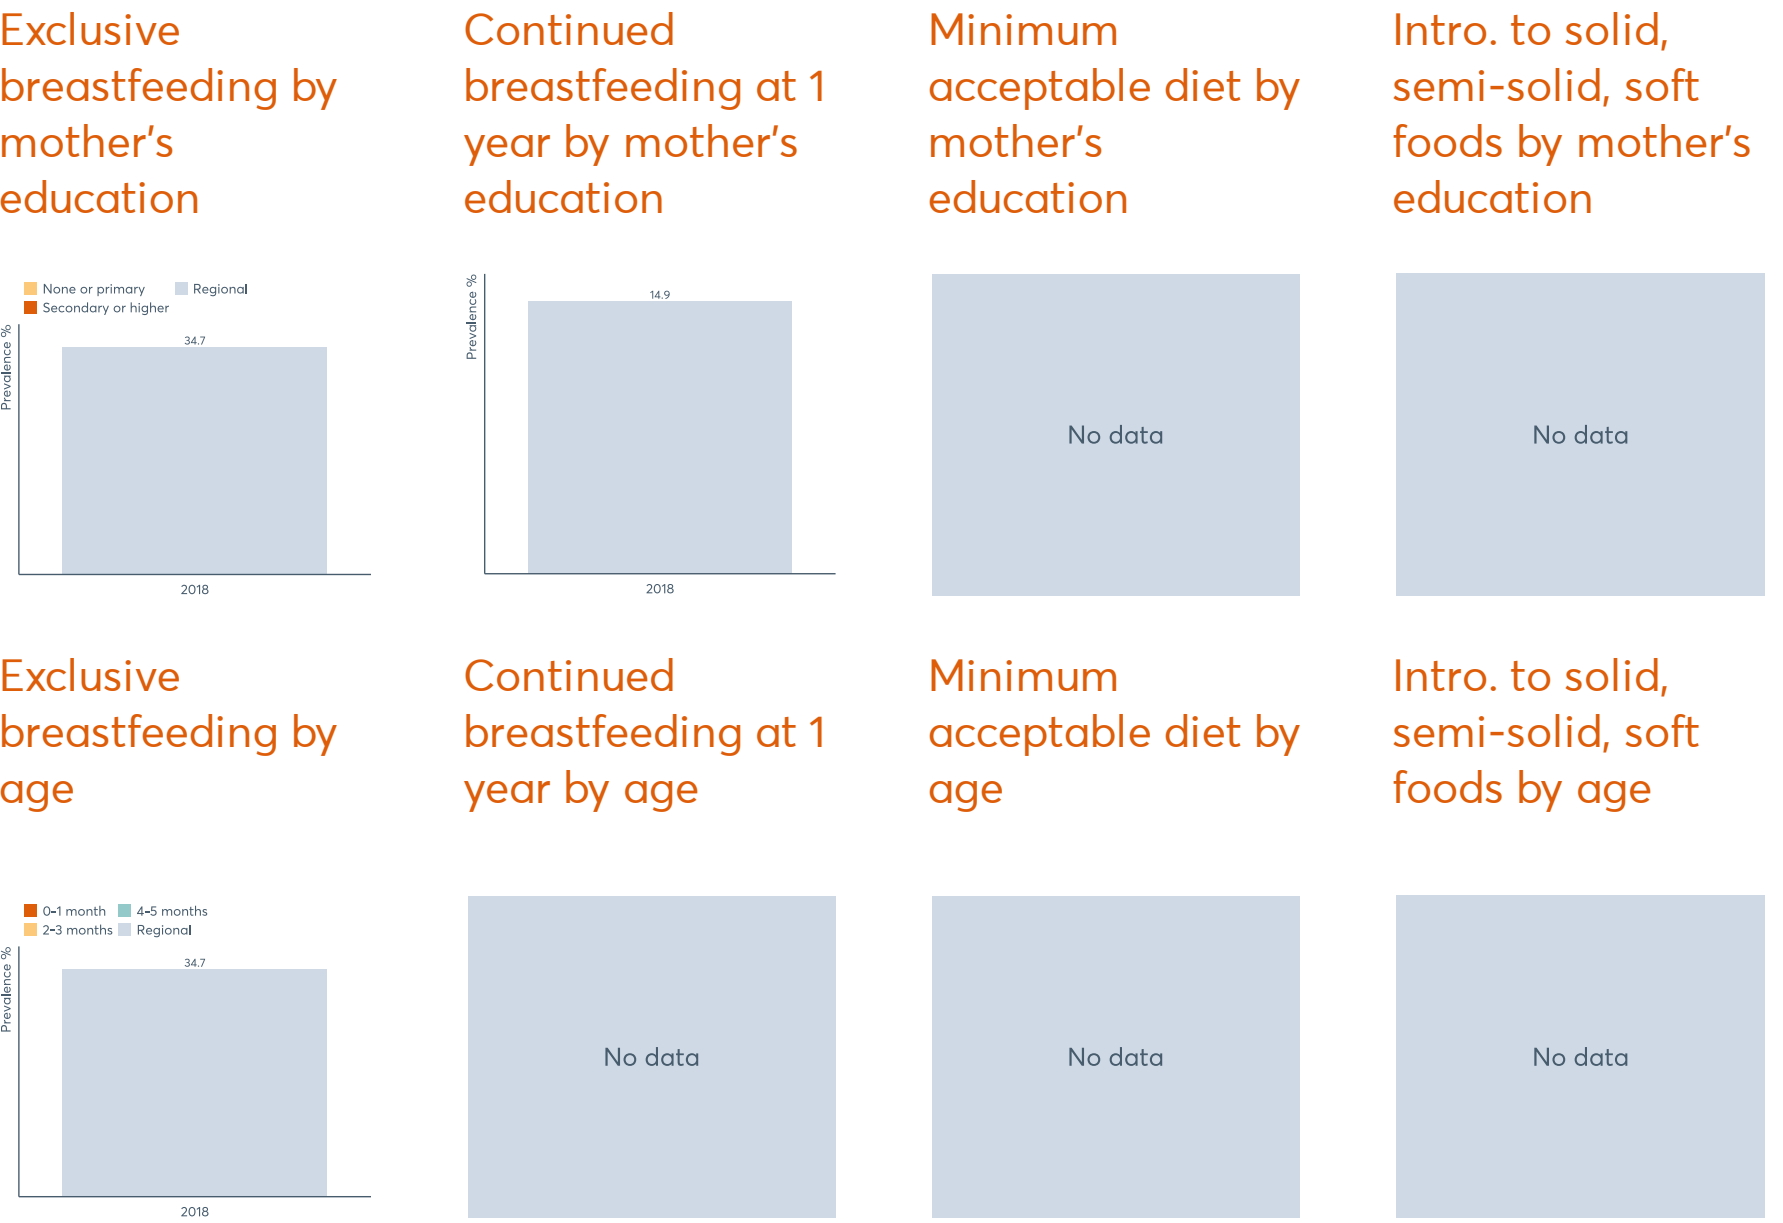 Exclusive
breastfeeding by
mother's
education
Continued
breastfeeding at 1
year by mother's
education
Minimum
acceptable diet by
mother's
education
Intro. to solid,
semi-solid, soft
foods by mother's
education
None or primary
Regional
Secondary or higher
Prevalence %
34.7
2018
Prevalence %
14.9
2018
No data
No data
Exclusive
breastfeeding by
age
Continued
breastfeeding at 1
year by age
Minimum
acceptable diet by
age
Intro. to solid,
semi-solid, soft
foods by age
0-1 month
4-5 months
2-3 months
Regional
Prevalence %
34.7
2018
No data
No data
No data